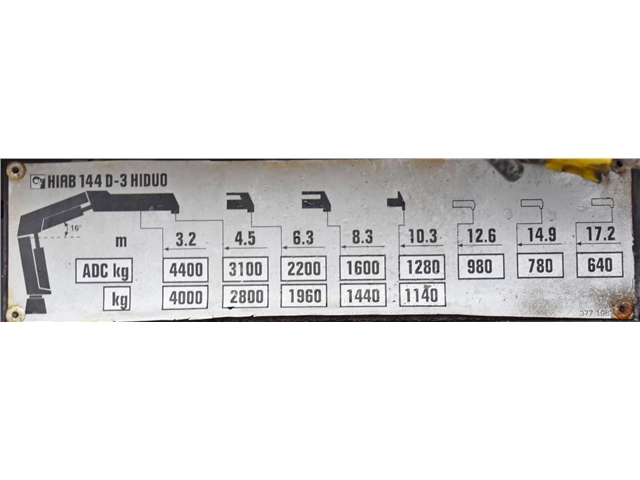 HIAB 144 D-3 HIDUO
16°
m 3.2 4.5 6.3 8.3 10.3 12.6 14.9 17.2
ADC kg 4400 3100 2200 1600 1280 980 780 640
kg 4000 2800 1960 1440 1140
377